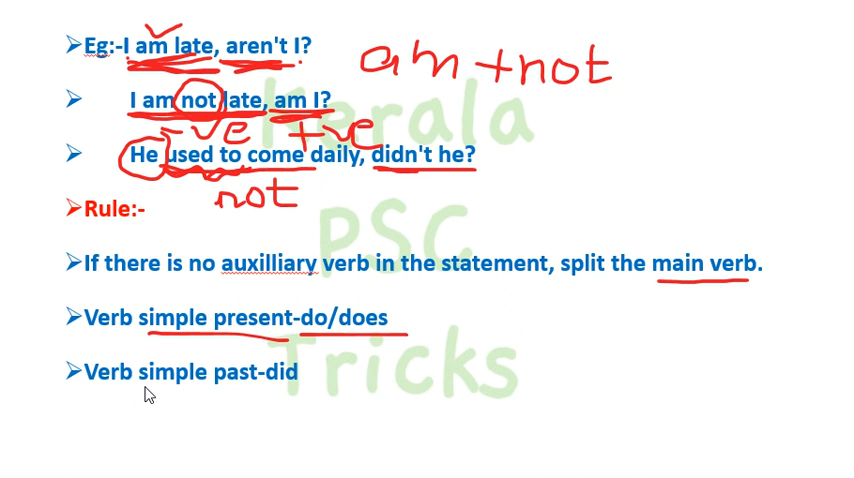 Eg:-I am late, aren't I?
am + not
I am not late, am I?
-ve +ve
He used to come daily, didn't he?
not
Rule:-
If there is no auxilliary verb in the statement, split the main verb.
Verb simple present-do/does
Verb simple past-did
Kerala
PSC
Tricks